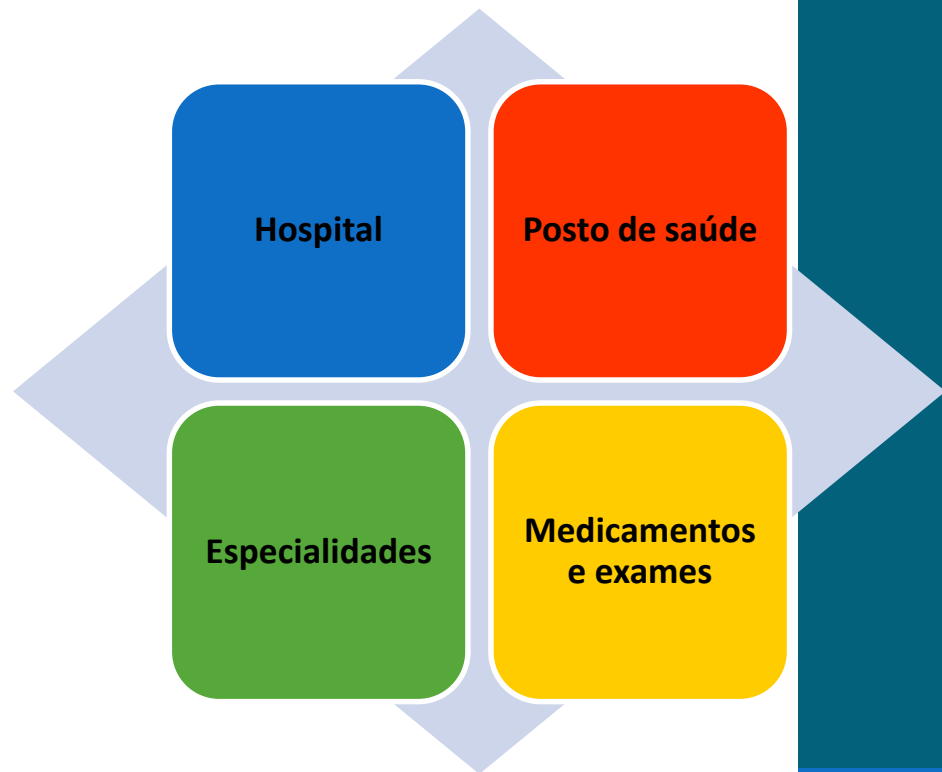 Hospital
Posto de saúde
Especialidades
Medicamentos
e exames